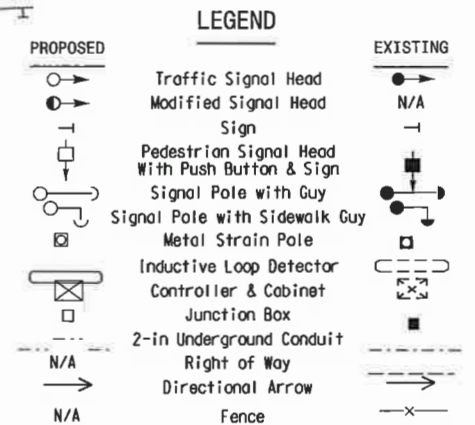 LEGEND
PROPOSED EXISTING
Traffic Signal Head
Modified Signal Head N/A
Sign
Pedestrian Signal Head
With Push Button & Sign
Signal Pole with Guy
Signal Pole with Sidewalk Guy
Metal Strain Pole
Inductive Loop Detector
Controller & Cabinet
Junction Box
2-in Underground Conduit
N/A Right of Way
Directional Arrow
N/A Fence